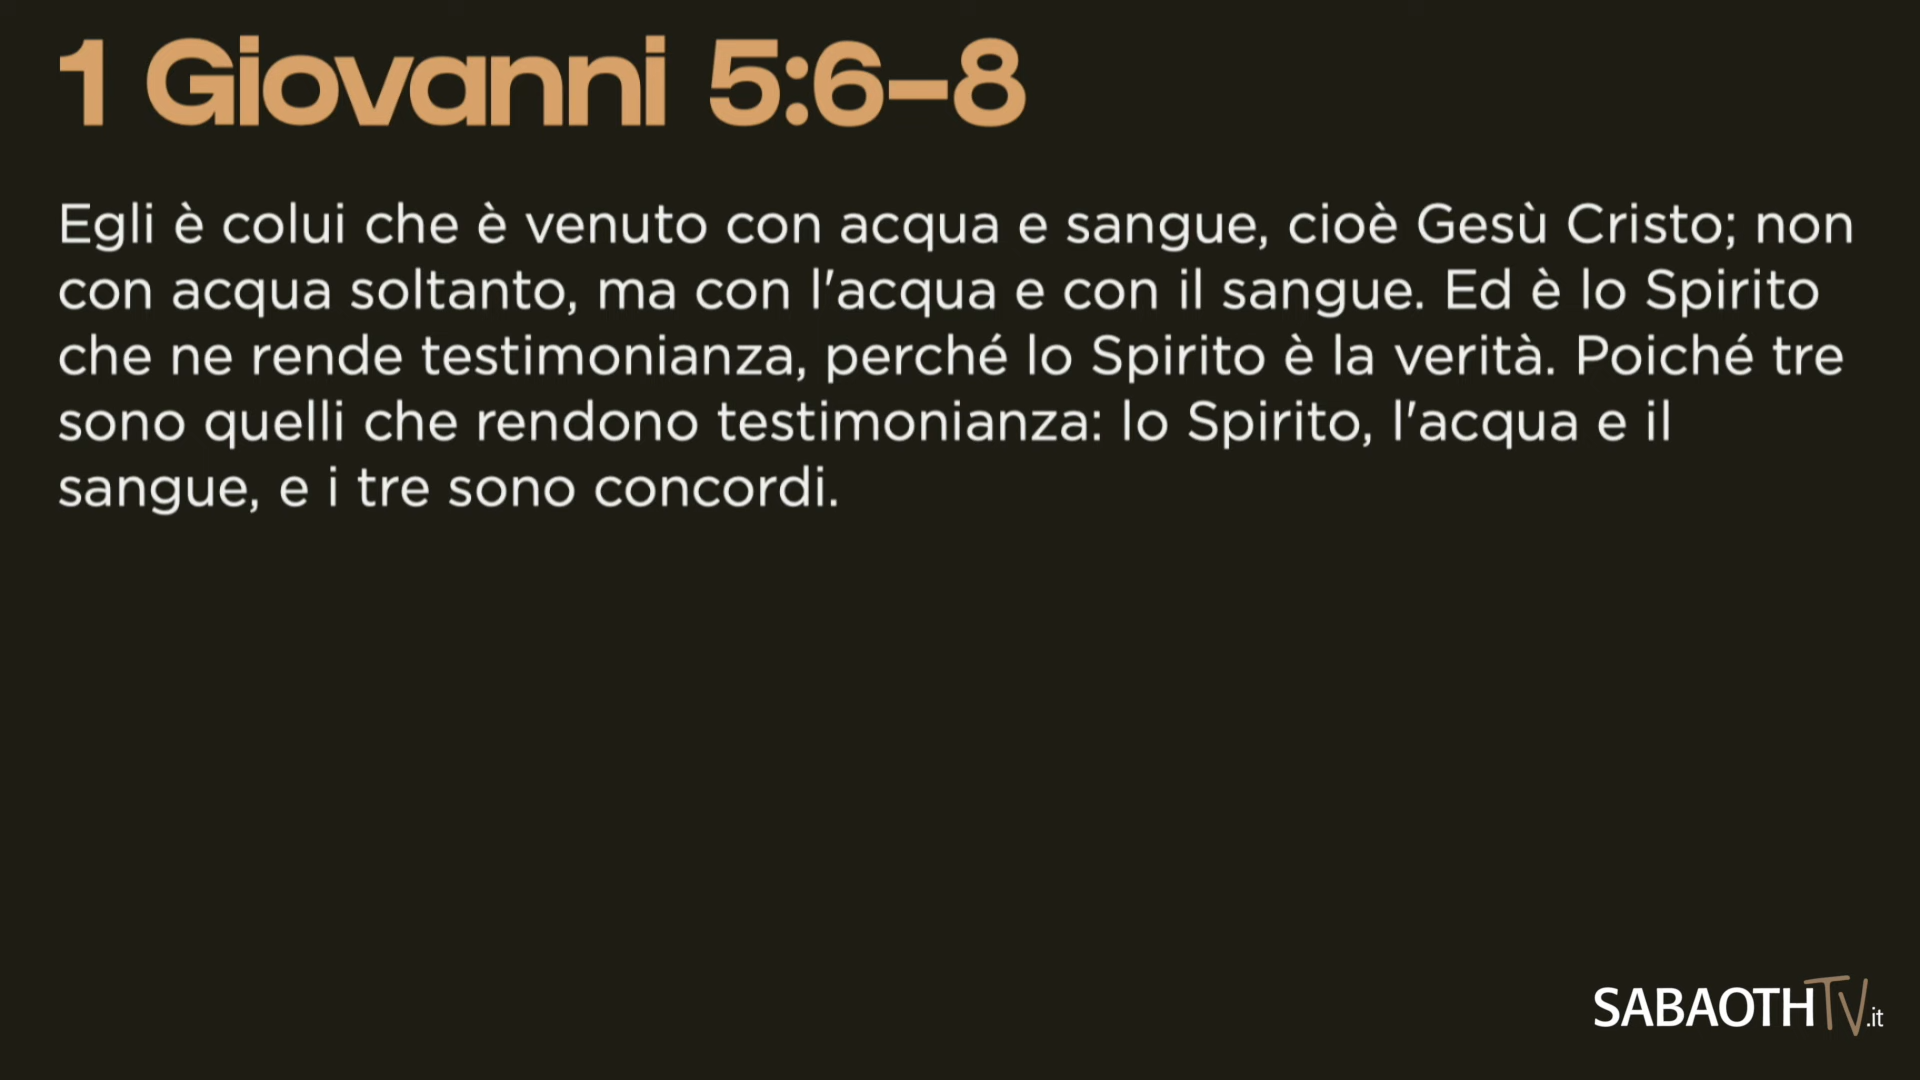 1 Giovanni 5:6–8
Egli è colui che è venuto con acqua e sangue, cioè Gesù Cristo; non
con acqua soltanto, ma con l'acqua e con il sangue. Ed è lo Spirito
che ne rende testimonianza, perché lo Spirito è la verità. Poiché tre
sono quelli che rendono testimonianza: lo Spirito, l'acqua e il
sangue, e i tre sono concordi.
SABAOTHTV.it